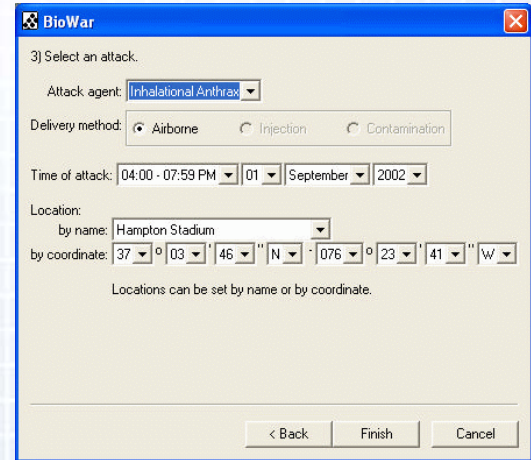 BioWar
3) Select an attack.
Attack agent: Inhalational Anthrax
Delivery method: Airborne Injection Contamination
Time of attack: 04:00 - 07:59 PM 01 September 2002
Location:
by name: Hampton Stadium
by coordinate: 37 º 03 ' 46 '' N - 076 º 23 ' 41 '' W
Locations can be set by name or by coordinate.
< Back Finish Cancel